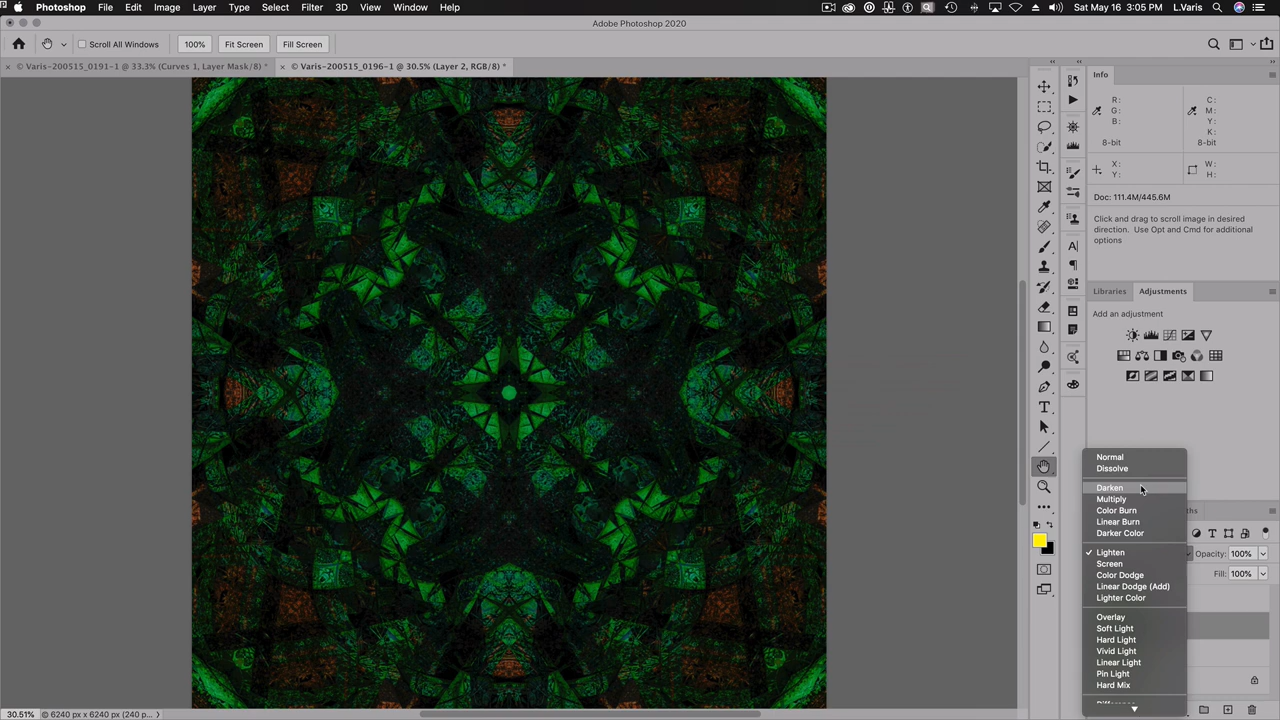 Photoshop File Edit Image Layer Type Select Filter 3D View Window Help Sat May 16 3:05 PM L.Varis
Adobe Photoshop 2020
Scroll All Windows 100% Fit Screen Fill Screen
× © Varis-200515_0191-1 @ 33.3% (Curves 1, Layer Mask/8) * × © Varis-200515_0196-1 @ 30.5% (Layer 2, RGB/8) *
Info
R: C:
G: M:
B: Y:
K:
8-bit 8-bit
X: W:
Y: H:
Doc: 111.4M/445.6M
Click and drag to scroll image in desired
direction. Use Opt and Cmd for additional
options
Libraries Adjustments
Add an adjustment
Normal
Dissolve
Darken
Multiply
Color Burn
Linear Burn
Darker Color
Lighten
Screen
Color Dodge
Linear Dodge (Add)
Lighter Color
Overlay
Soft Light
Hard Light
Vivid Light
Linear Light
Pin Light
Hard Mix
Opacity: 100%
Fill: 100%
30.51% © 6240 px x 6240 px (240 p...